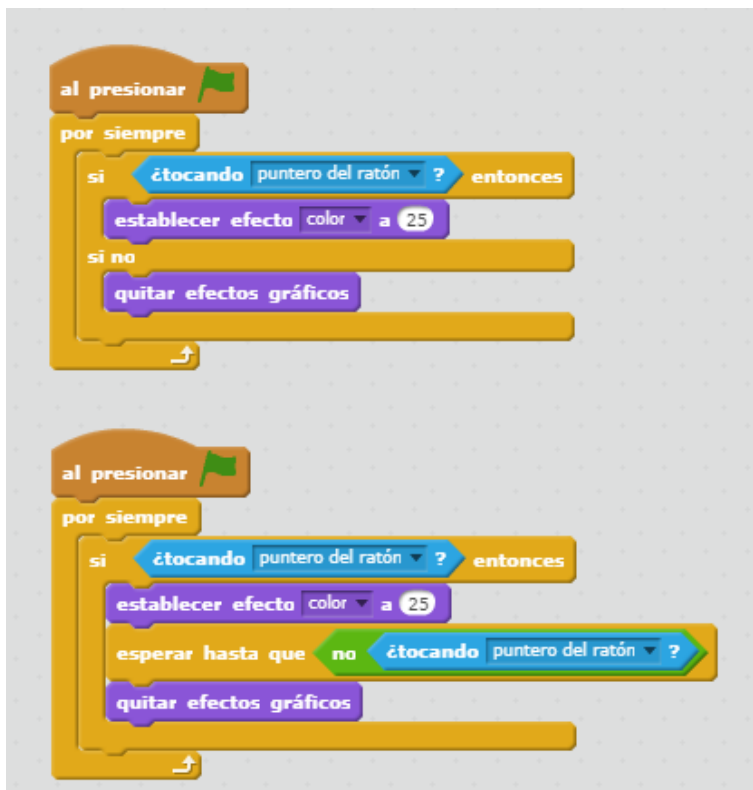 al presionar
por siempre
si ¿tocando puntero del ratón ? entonces
establecer efecto color a 25
si no
quitar efectos gráficos
al presionar
por siempre
si ¿tocando puntero del ratón ? entonces
establecer efecto color a 25
esperar hasta que no ¿tocando puntero del ratón ?
quitar efectos gráficos